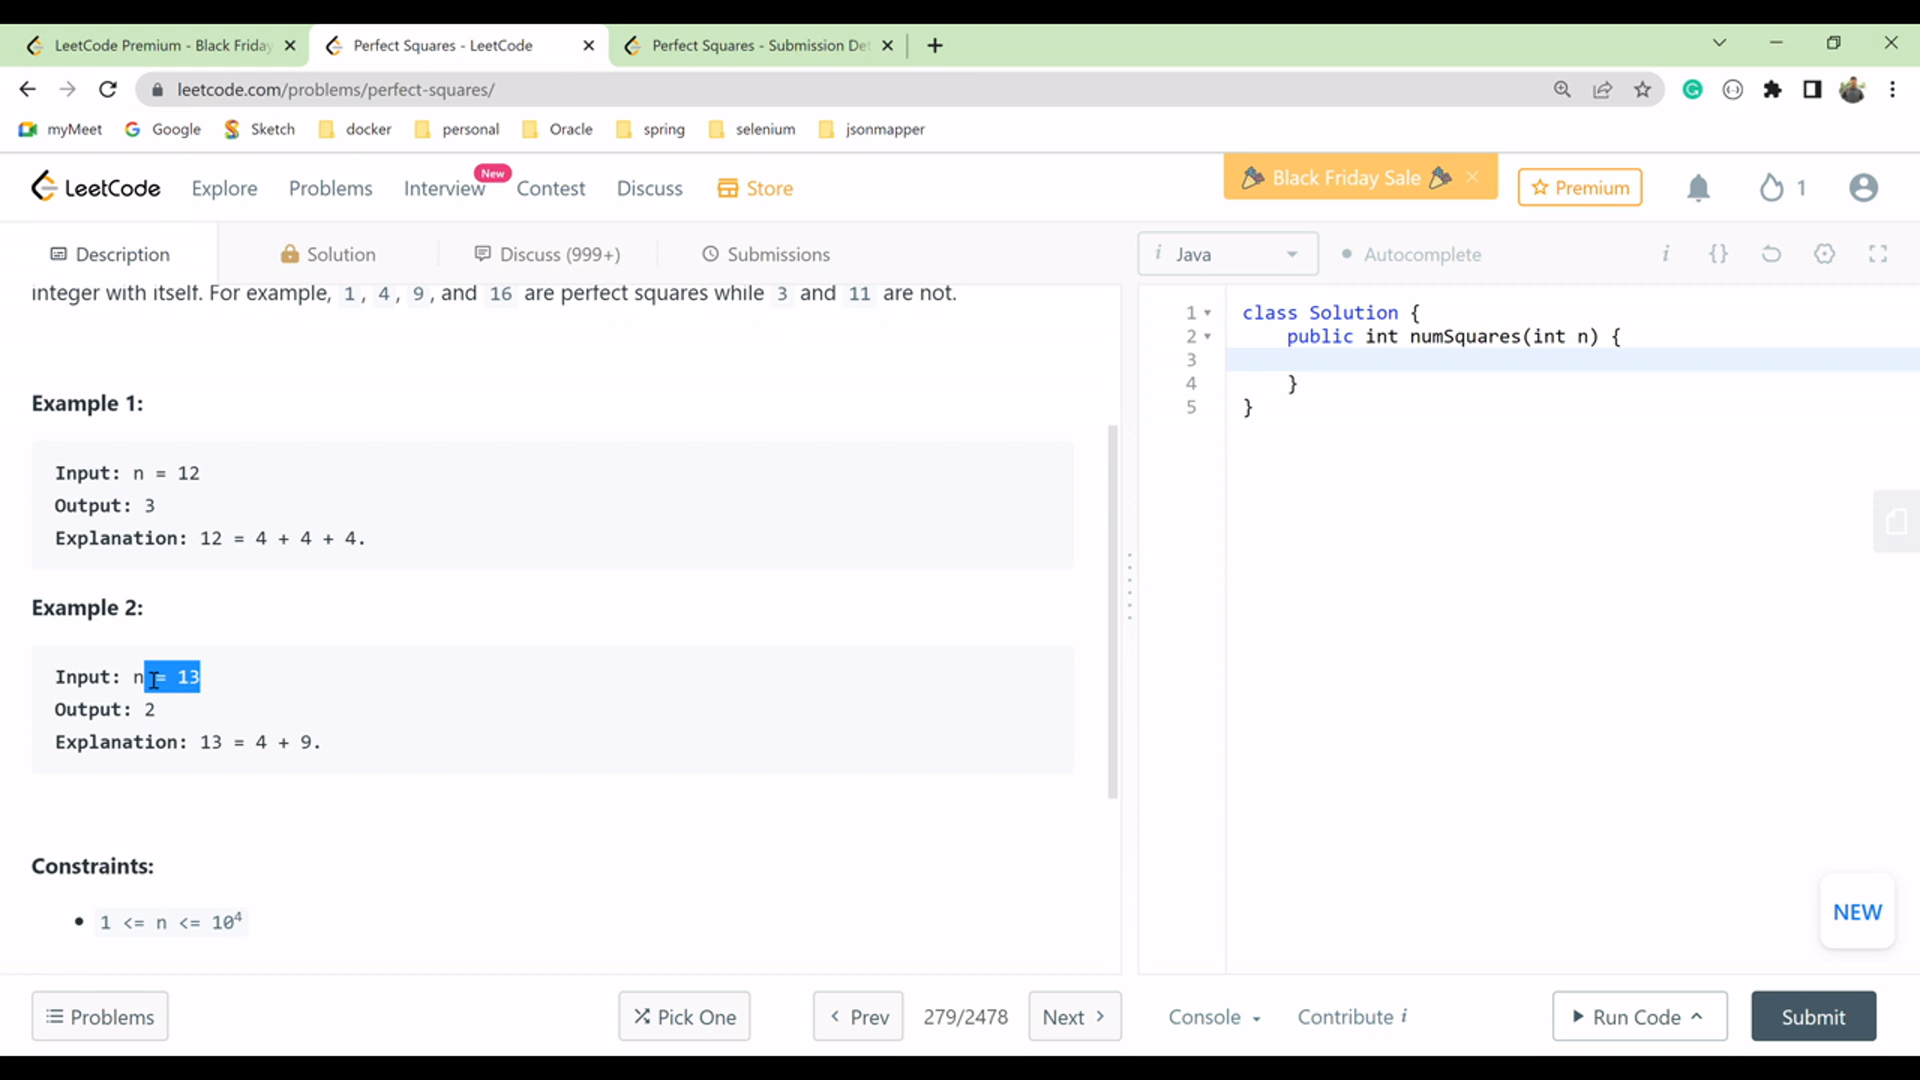 LeetCode Premium - Black Friday
Perfect Squares - LeetCode
Perfect Squares - Submission Det
leetcode.com/problems/perfect-squares/
myMeet Google Sketch docker personal Oracle spring selenium jsonmapper
LeetCode Explore Problems Interview New Contest Discuss Store Black Friday Sale Premium 1
Description Solution Discuss (999+) Submissions
i Java Autocomplete i {}
integer with itself. For example, 1, 4, 9, and 16 are perfect squares while 3 and 11 are not.
Example 1:
Input: n = 12
Output: 3
Explanation: 12 = 4 + 4 + 4.
Example 2:
Input: n = 13
Output: 2
Explanation: 13 = 4 + 9.
Constraints:
1 <= n <= 10⁴
1 class Solution {
2 public int numSquares(int n) {
3
4 }
5 }
NEW
Problems Pick One Prev 279/2478 Next Console Contribute i Run Code Submit